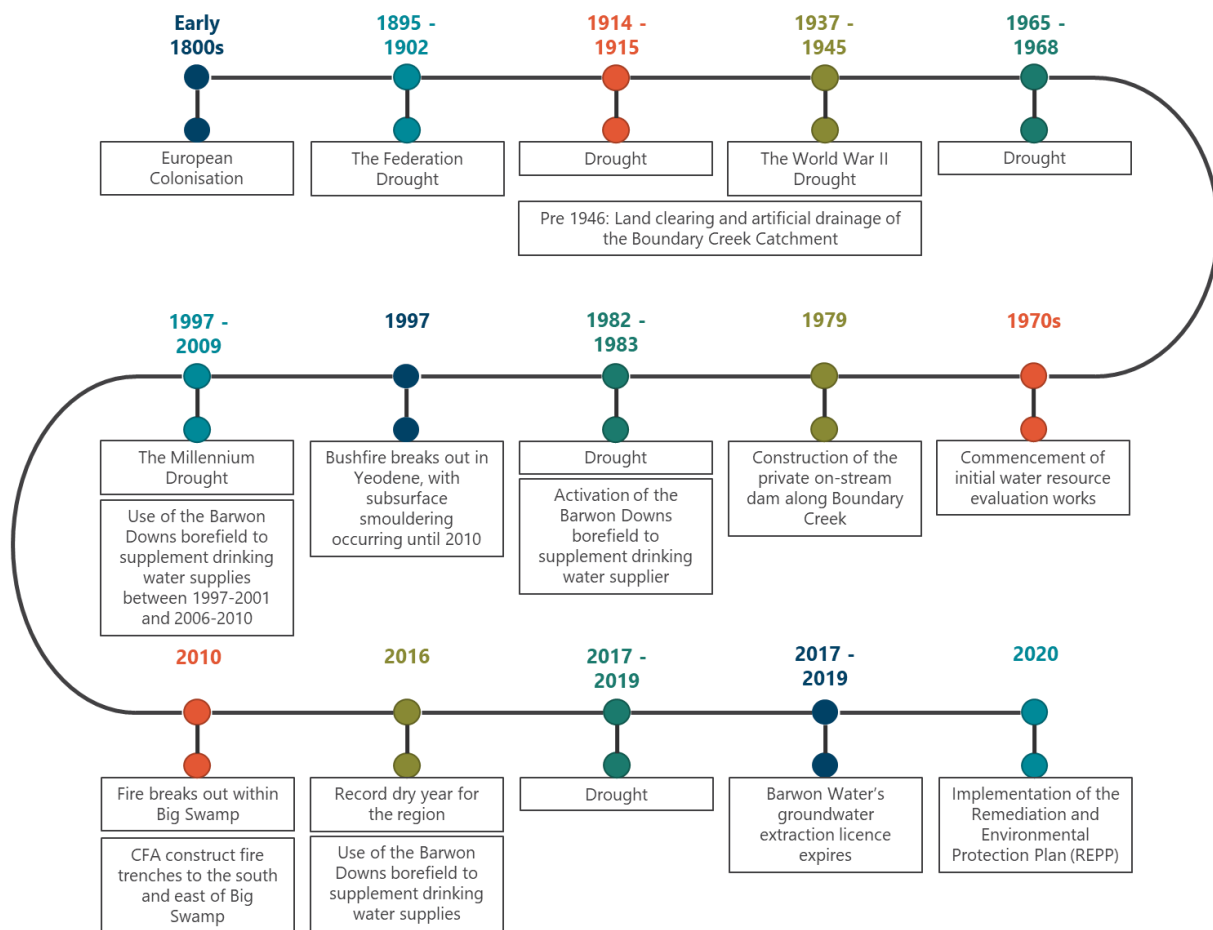 Early
1800s
1895 -
1902
1914 -
1915
1937 -
1945
1965 -
1968
European
Colonisation
The Federation
Drought
Drought
The World War II
Drought
Drought
Pre 1946: Land clearing and artificial drainage of
the Boundary Creek Catchment
1970s
1979
1982 -
1983
1997
1997 -
2009
Commencement of
initial water resource
evaluation works
Construction of the
private on-stream
dam along Boundary
Creek
Drought
Activation of the
Barwon Downs
borefield to
supplement drinking
water supplier
Bushfire breaks out in
Yeodene, with
subsurface
smouldering
occurring until 2010
The Millennium
Drought
Use of the Barwon
Downs borefield to
supplement drinking
water supplies
between 1997-2001
and 2006-2010
2010
2016
2017 -
2019
2017 -
2019
2020
Fire breaks out within
Big Swamp
CFA construct fire
trenches to the south
and east of Big
Swamp
Record dry year for
the region
Use of the Barwon
Downs borefield to
supplement drinking
water supplies
Drought
Barwon Water’s
groundwater
extraction licence
expires
Implementation of the
Remediation and
Environmental
Protection Plan (REPP)